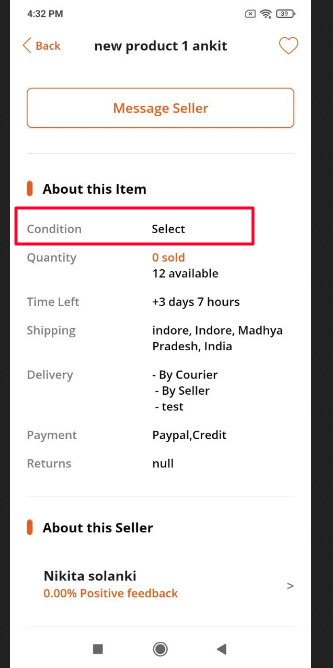 4:32 PM
39
Back
new product 1 ankit
Message Seller
About this Item
Condition Select
Quantity 0 sold
12 available
Time Left +3 days 7 hours
Shipping indore, Indore, Madhya
Pradesh, India
Delivery - By Courier
- By Seller
- test
Payment Paypal,Credit
Returns null
About this Seller
Nikita solanki
0.00% Positive feedback
>